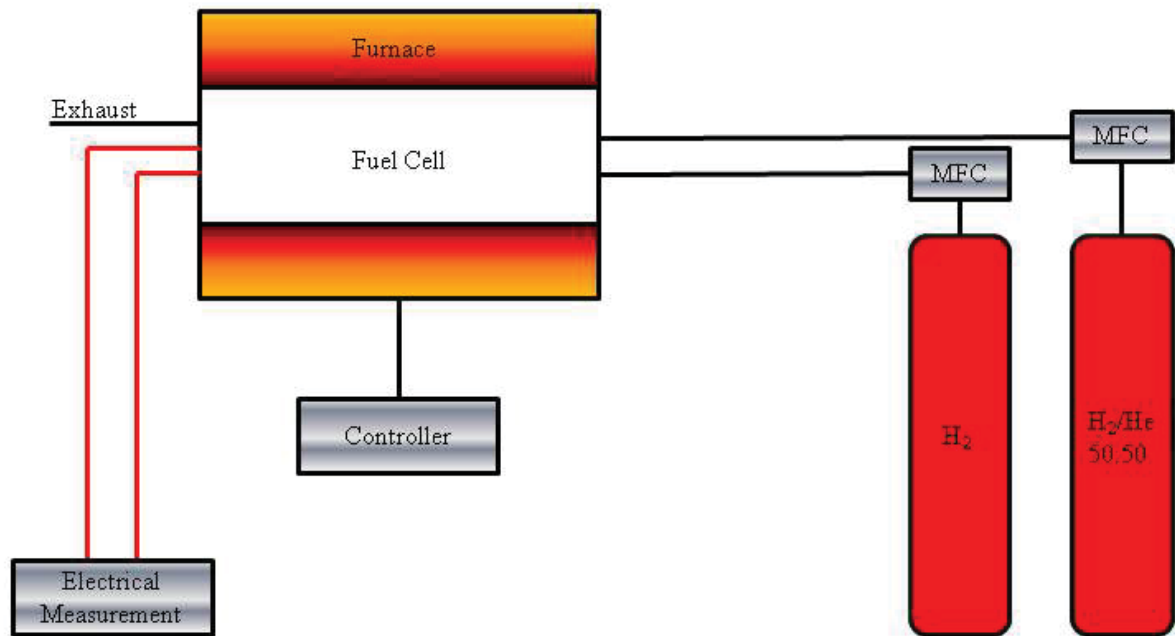 Furnace
Exhaust
Fuel Cell
MFC
MFC
Controller
H₂
H₂/He
50.50
Electrical
Measurement